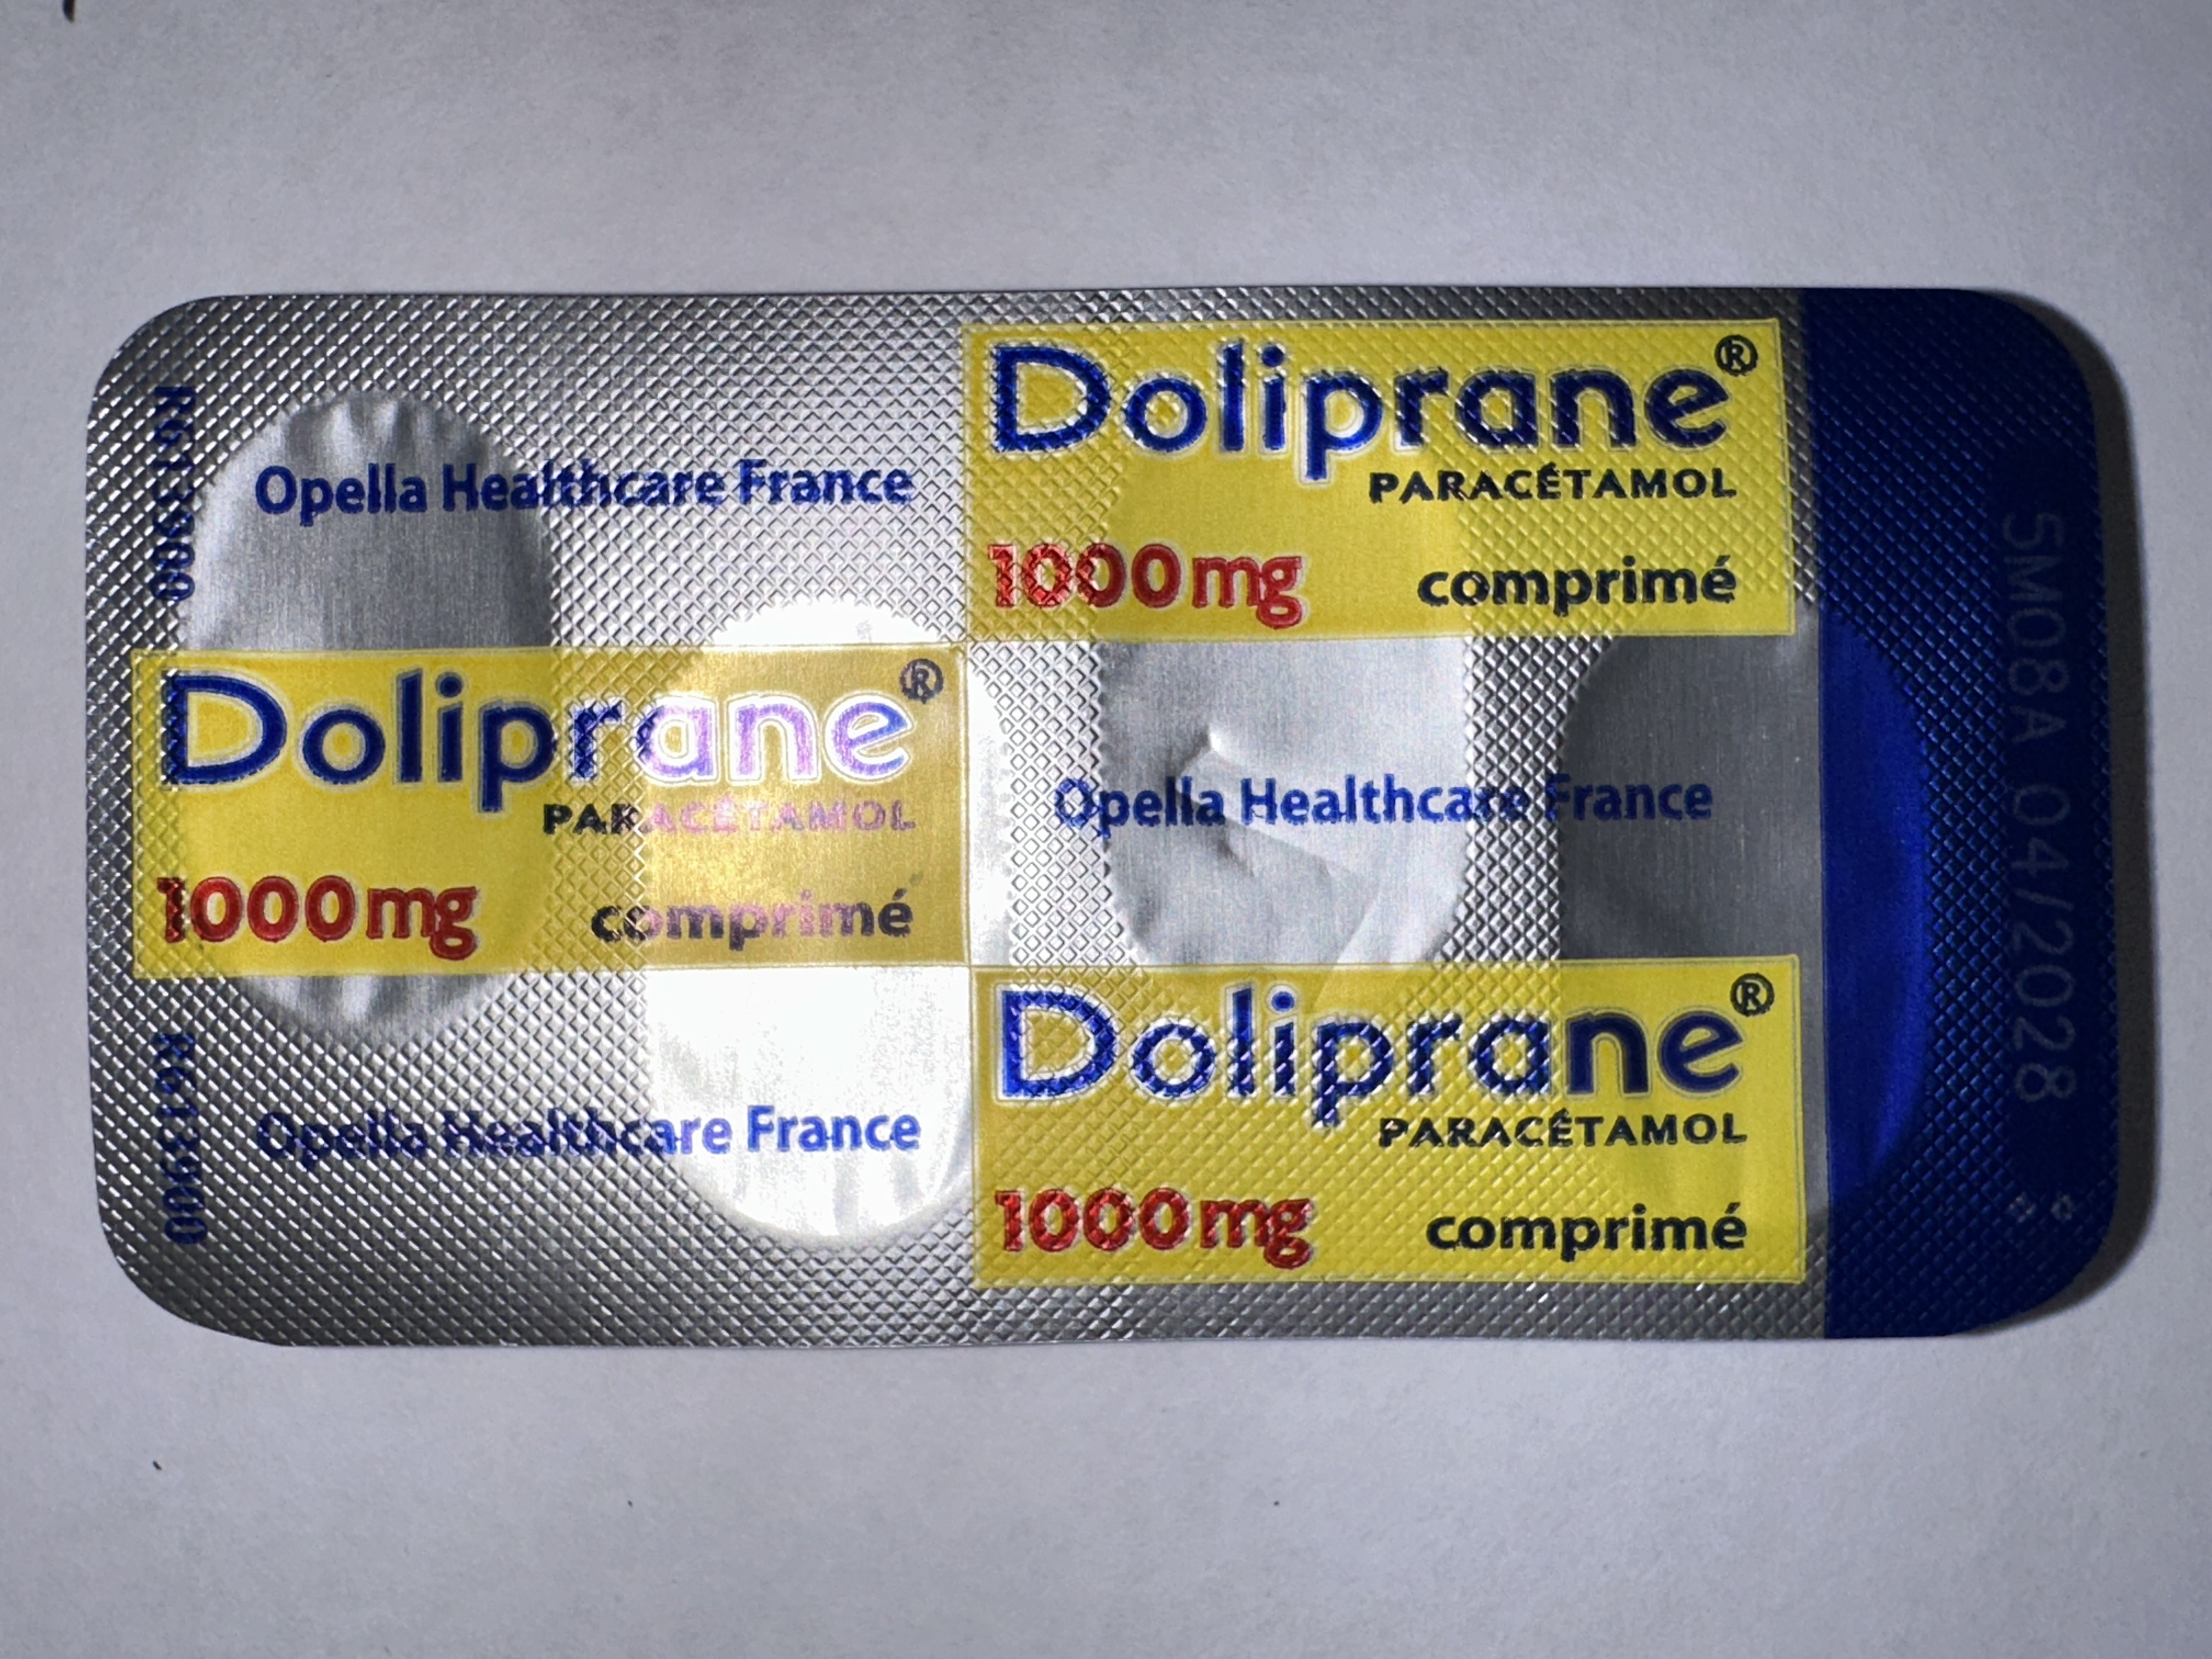 Doliprane®
PARACÉTAMOL
1000mg comprimé
Opella Healthcare France
Doliprane®
PARACÉTAMOL
1000mg comprimé
Opella Healthcare France
Opella Healthcare France
Doliprane®
PARACÉTAMOL
1000mg comprimé
5M08A 04/2028